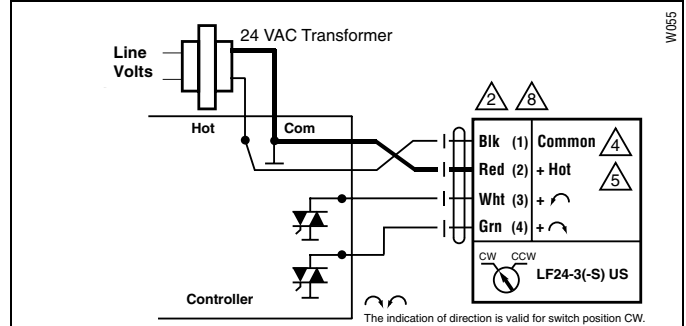 W055
24 VAC Transformer
Line
Volts
Hot Com
2 8
Blk (1) Common 4
Red (2) + Hot 5
Wht (3) +
Grn (4) +
CW CCW
LF24-3(-S) US
Controller
The indication of direction is valid for switch position CW.